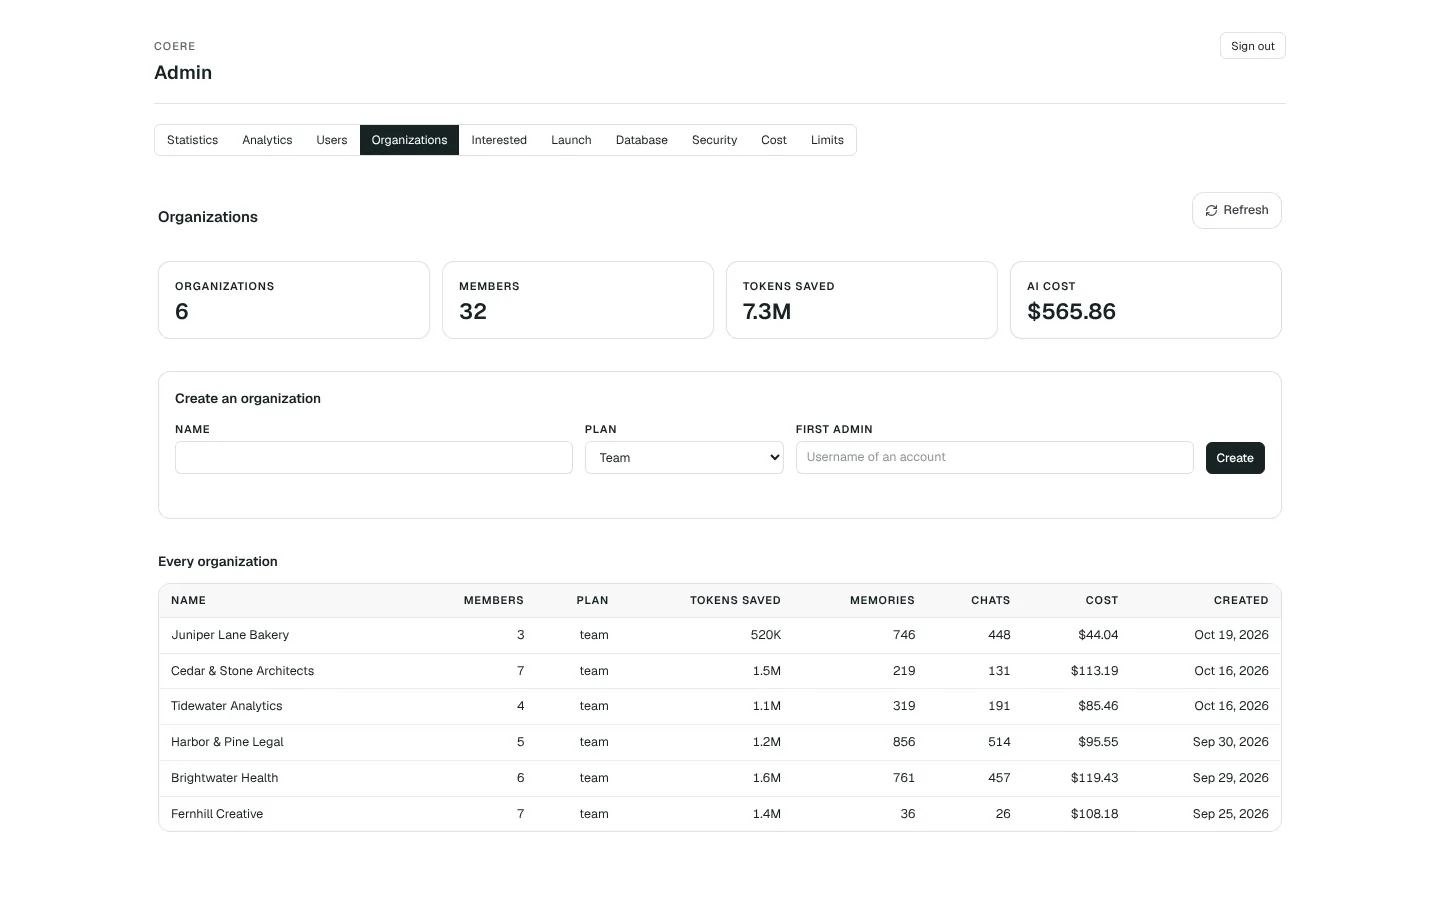 COERE
Sign out
Admin
Statistics Analytics Users Organizations Interested Launch Database Security Cost Limits
Organizations
Refresh
ORGANIZATIONS MEMBERS TOKENS SAVED AI COST
6 32 7.3M $565.86
Create an organization
NAME PLAN FIRST ADMIN
Team Username of an account Create
Every organization
NAME MEMBERS PLAN TOKENS SAVED MEMORIES CHATS COST CREATED
Juniper Lane Bakery 3 team 520K 746 448 $44.04 Oct 19, 2026
Cedar & Stone Architects 7 team 1.5M 219 131 $113.19 Oct 16, 2026
Tidewater Analytics 4 team 1.1M 319 191 $85.46 Oct 16, 2026
Harbor & Pine Legal 5 team 1.2M 856 514 $95.55 Sep 30, 2026
Brightwater Health 6 team 1.6M 761 457 $119.43 Sep 29, 2026
Fernhill Creative 7 team 1.4M 36 26 $108.18 Sep 25, 2026